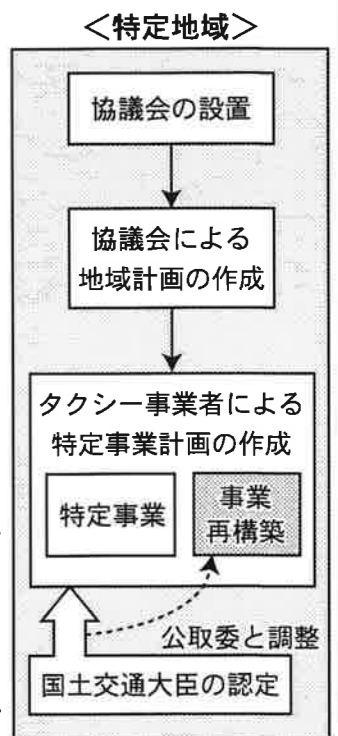 ＜特定地域＞
協議会の設置
協議会による
地域計画の作成
タクシー事業者による
特定事業計画の作成
特定事業
事業
再構築
公取委と調整
国土交通大臣の認定